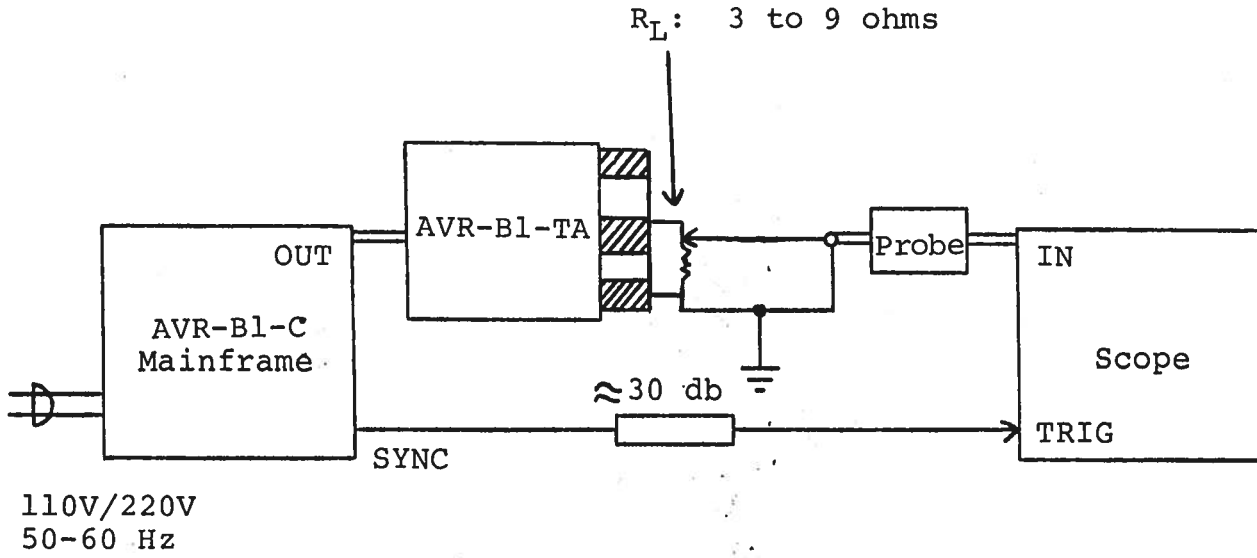 R_L: 3 to 9 ohms
AVR-B1-TA
OUT
Probe
IN
AVR-B1-C
Mainframe
Scope
≈30 db
SYNC
TRIG
110V/220V
50-60 Hz